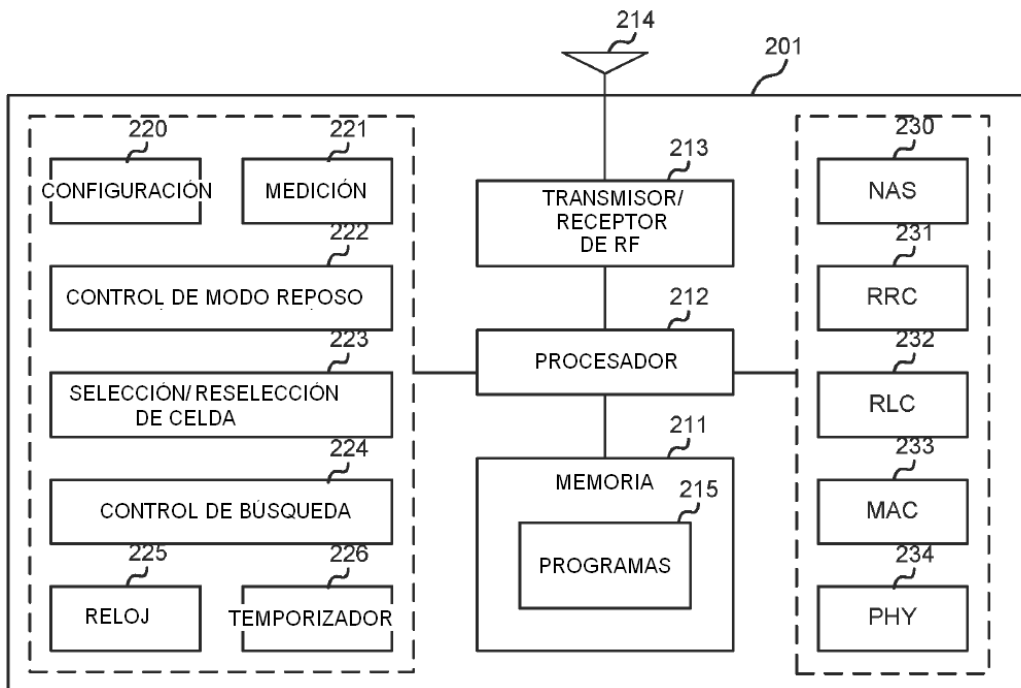 214
201
220
CONFIGURACIÓN
221
MEDICIÓN
222
CONTROL DE MODO REPOSO
223
SELECCIÓN/RESELECCIÓN
DE CELDA
224
CONTROL DE BÚSQUEDA
225
RELOJ
226
TEMPORIZADOR
213
TRANSMISOR/
RECEPTOR
DE RF
212
PROCESADOR
211
MEMORIA
215
PROGRAMAS
230
NAS
231
RRC
232
RLC
233
MAC
234
PHY